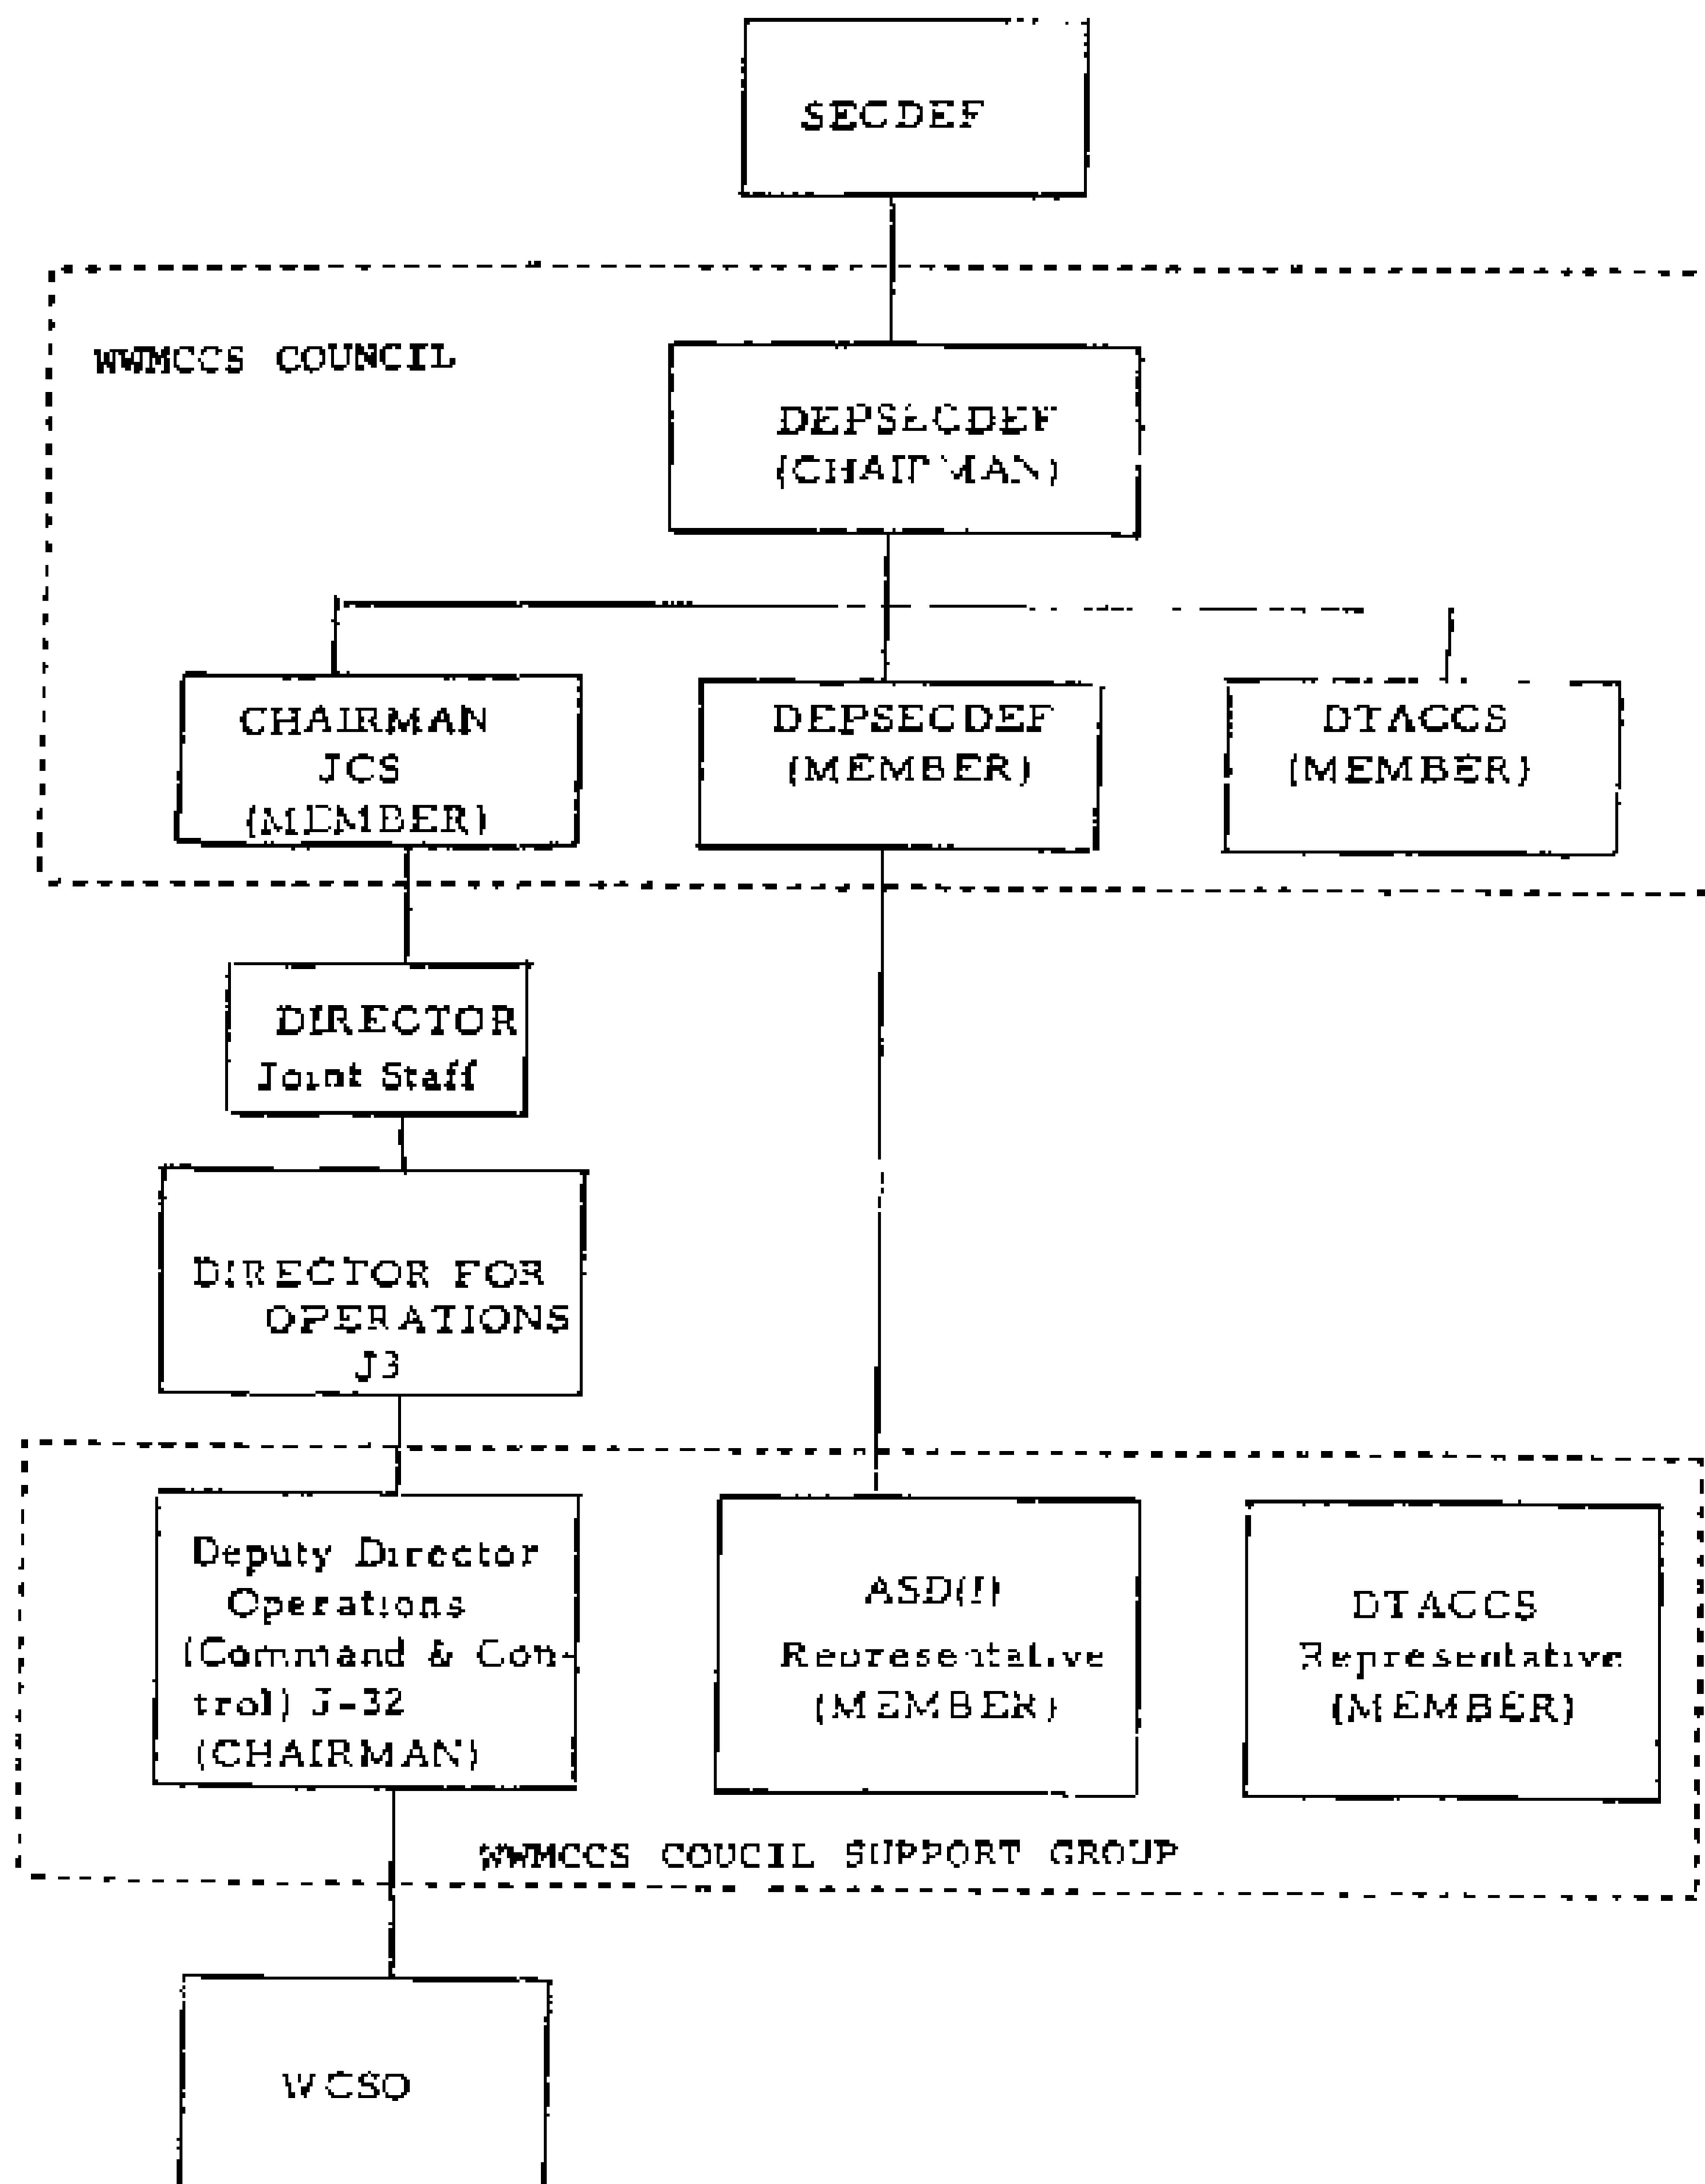 SECDEF
WWMCCS COUNCIL
DEPSECDEF
(CHAIRMAN)
CHAIRMAN
JCS
(MEMBER)
DEPSECDEF
(MEMBER)
DTACCS
(MEMBER)
DIRECTOR
Joint Staff
DIRECTOR FOR
OPERATIONS
J3
Deputy Director
Operations
(Command & Con-
trol) J-32
(CHAIRMAN)
ASD(I)
Representative
(MEMBER)
DTACCS
Representative
(MEMBER)
WWMCCS COUCIL SUPPORT GROUP
WCSO